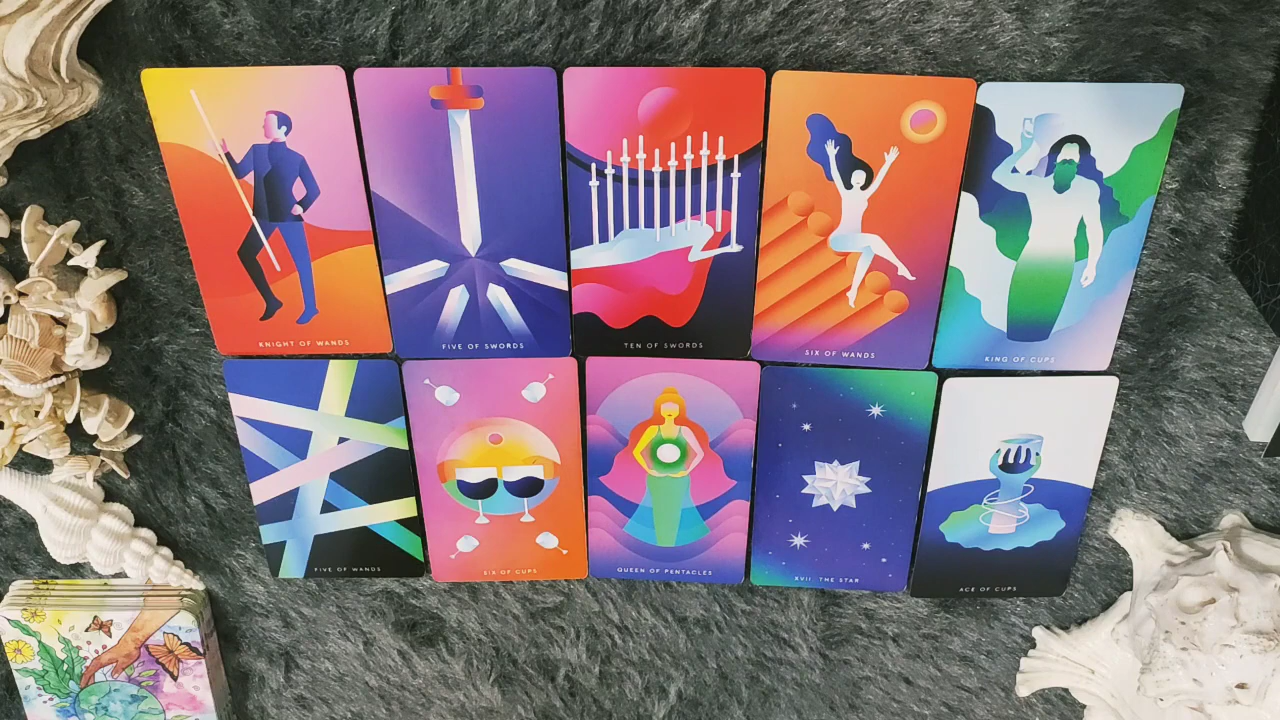 KNIGHT OF WANDS
FIVE OF SWORDS
TEN OF SWORDS
SIX OF WANDS
KING OF CUPS
FIVE OF WANDS
SIX OF CUPS
QUEEN OF PENTACLES
XVII. THE STAR
ACE OF CUPS